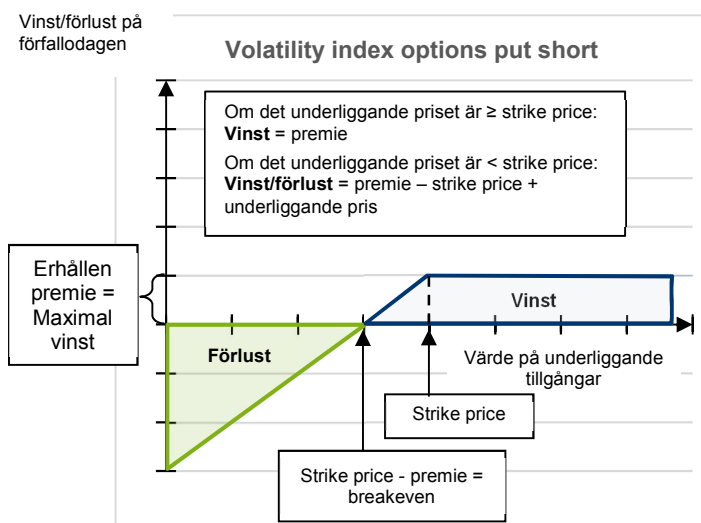 Vinst/förlust på
förfallodagen
Volatility index options put short
Om det underliggande priset är ≥ strike price:
Vinst = premie
Om det underliggande priset är < strike price:
Vinst/förlust = premie – strike price +
underliggande pris
Erhållen
premie =
Maximal
vinst
Vinst
Förlust
Värde på underliggande
tillgångar
Strike price
Strike price - premie =
breakeven